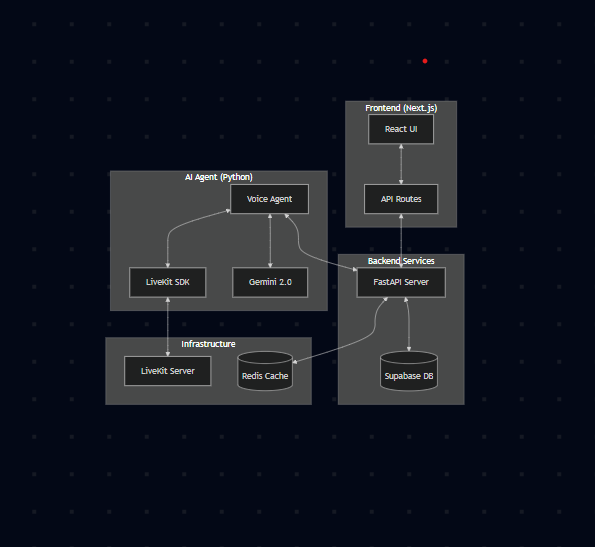 Frontend (Next.js)
React UI
API Routes
AI Agent (Python)
Voice Agent
LiveKit SDK
Gemini 2.0
Backend Services
FastAPI Server
Supabase DB
Infrastructure
LiveKit Server
Redis Cache